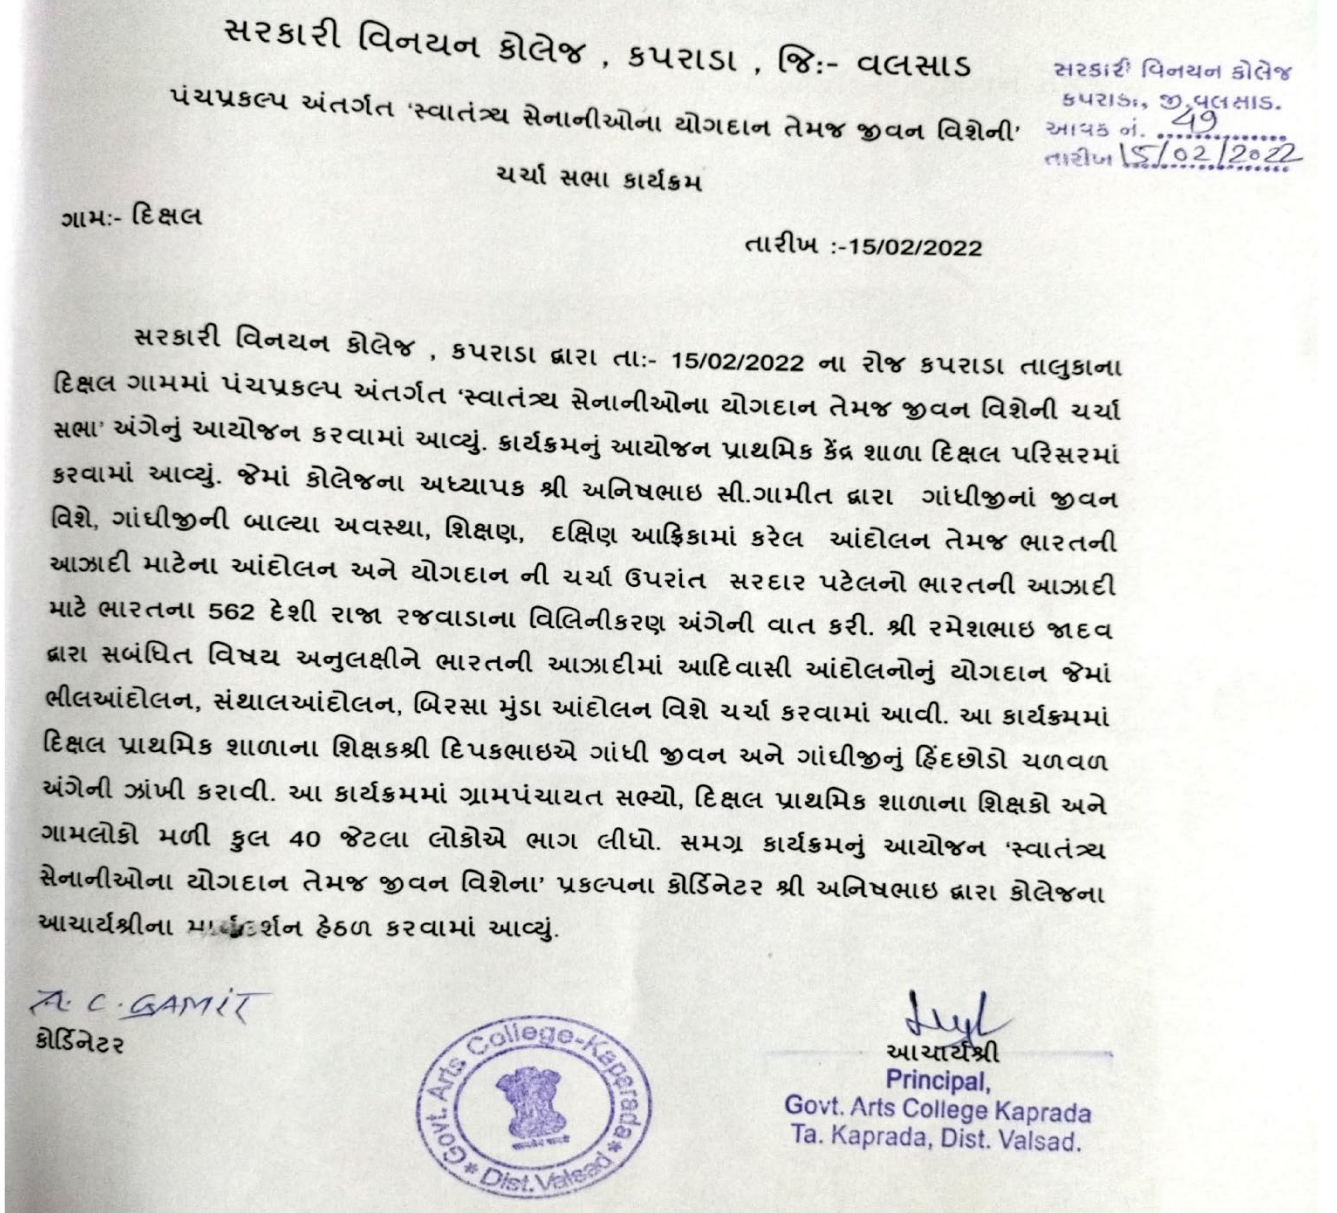 સરકારી વિનયન કોલેજ , કપરાડા , જિ:- વલસાડ
સરકારી વિનયન કોલેજ
કપરાડા, જી.વલસાડ.
આવક નં. 49
તારીખ 15/02/2022
પંચપ્રકલ્પ અંતર્ગત ‘સ્વાતંત્ર્ય સેનાનીઓના યોગદાન તેમજ જીવન વિશેની’
ચર્ચા સભા કાર્યક્રમ
ગામ:- દિક્ષલ
તારીખ :-15/02/2022
સરકારી વિનયન કોલેજ , કપરાડા દ્વારા તા:- 15/02/2022 ના રોજ કપરાડા તાલુકાના
દિક્ષલ ગામમાં પંચપ્રકલ્પ અંતર્ગત ‘સ્વાતંત્ર્ય સેનાનીઓના યોગદાન તેમજ જીવન વિશેની ચર્ચા
સભા’ અંગેનું આયોજન કરવામાં આવ્યું. કાર્યક્રમનું આયોજન પ્રાથમિક કેંદ્ર શાળા દિક્ષલ પરિસરમાં
કરવામાં આવ્યું. જેમાં કોલેજના અધ્યાપક શ્રી અનિષભાઇ સી.ગામીત દ્વારા ગાંધીજીનાં જીવન
વિશે, ગાંધીજીની બાલ્યા અવસ્થા, શિક્ષણ, દક્ષિણ આફ્રિકામાં કરેલ આંદોલન તેમજ ભારતની
આઝાદી માટેના આંદોલન અને યોગદાન ની ચર્ચા ઉપરાંત સરદાર પટેલનો ભારતની આઝાદી
માટે ભારતના 562 દેશી રાજા રજવાડાના વિલિનીકરણ અંગેની વાત કરી. શ્રી રમેશભાઇ જાદવ
દ્વારા સબંધિત વિષય અનુલક્ષીને ભારતની આઝાદીમાં આદિવાસી આંદોલનોનું યોગદાન જેમાં
ભીલઆંદોલન, સંથાલઆંદોલન, બિરસા મુંડા આંદોલન વિશે ચર્ચા કરવામાં આવી. આ કાર્યક્રમમાં
દિક્ષલ પ્રાથમિક શાળાના શિક્ષકશ્રી દિપકભાઇએ ગાંધી જીવન અને ગાંધીજીનું હિંદછોડો ચળવળ
અંગેની ઝાંખી કરાવી. આ કાર્યક્રમમાં ગ્રામપંચાયત સભ્યો, દિક્ષલ પ્રાથમિક શાળાના શિક્ષકો અને
ગામલોકો મળી કુલ 40 જેટલા લોકોએ ભાગ લીધો. સમગ્ર કાર્યક્રમનું આયોજન ‘સ્વાતંત્ર્ય
સેનાનીઓના યોગદાન તેમજ જીવન વિશેના’ પ્રકલ્પના કોર્ડિનેટર શ્રી અનિષભાઇ દ્વારા કોલેજના
આચાર્યશ્રીના માર્ગદર્શન હેઠળ કરવામાં આવ્યું.
A. C. GAMIT
કોર્ડિનેટર
Govt. Arts College-Kaparada
Dist.Valsad
આચાર્યશ્રી
Principal,
Govt. Arts College Kaprada
Ta. Kaprada, Dist. Valsad.